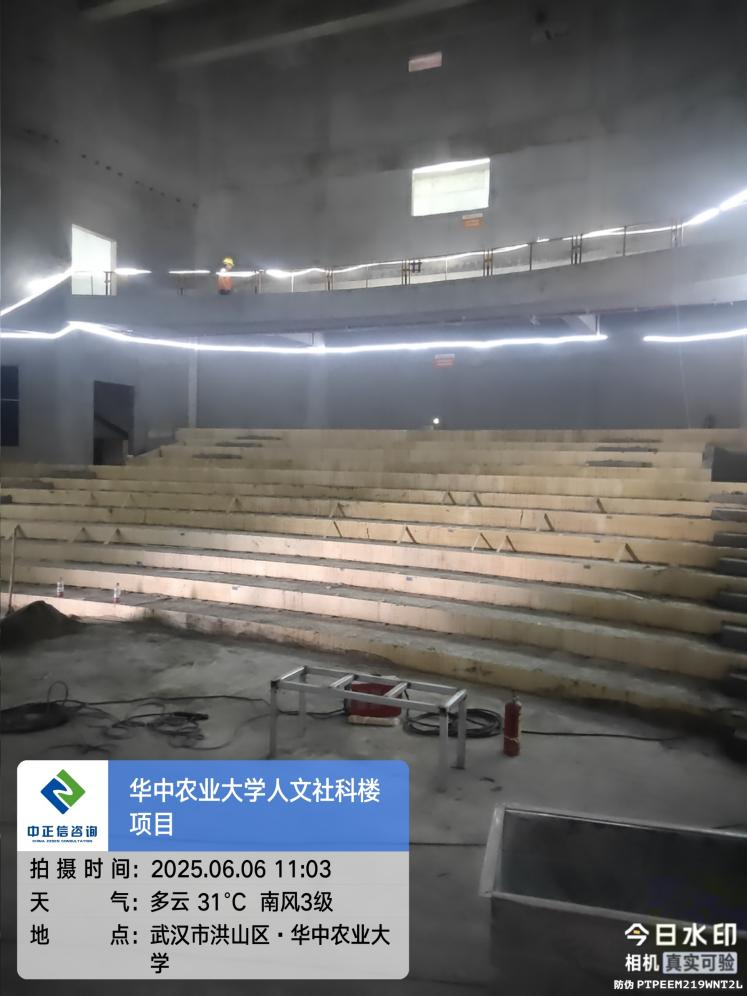 中正信咨询
CHINA ZEXEN CONSULTATION
华中农业大学人文社科楼
项目
拍摄时间：2025.06.06 11:03
天气：多云 31℃ 南风3级
地点：武汉市洪山区·华中农业大
学
今日水印
相机 真实可验
防伪 PTPEEM219WNT2L